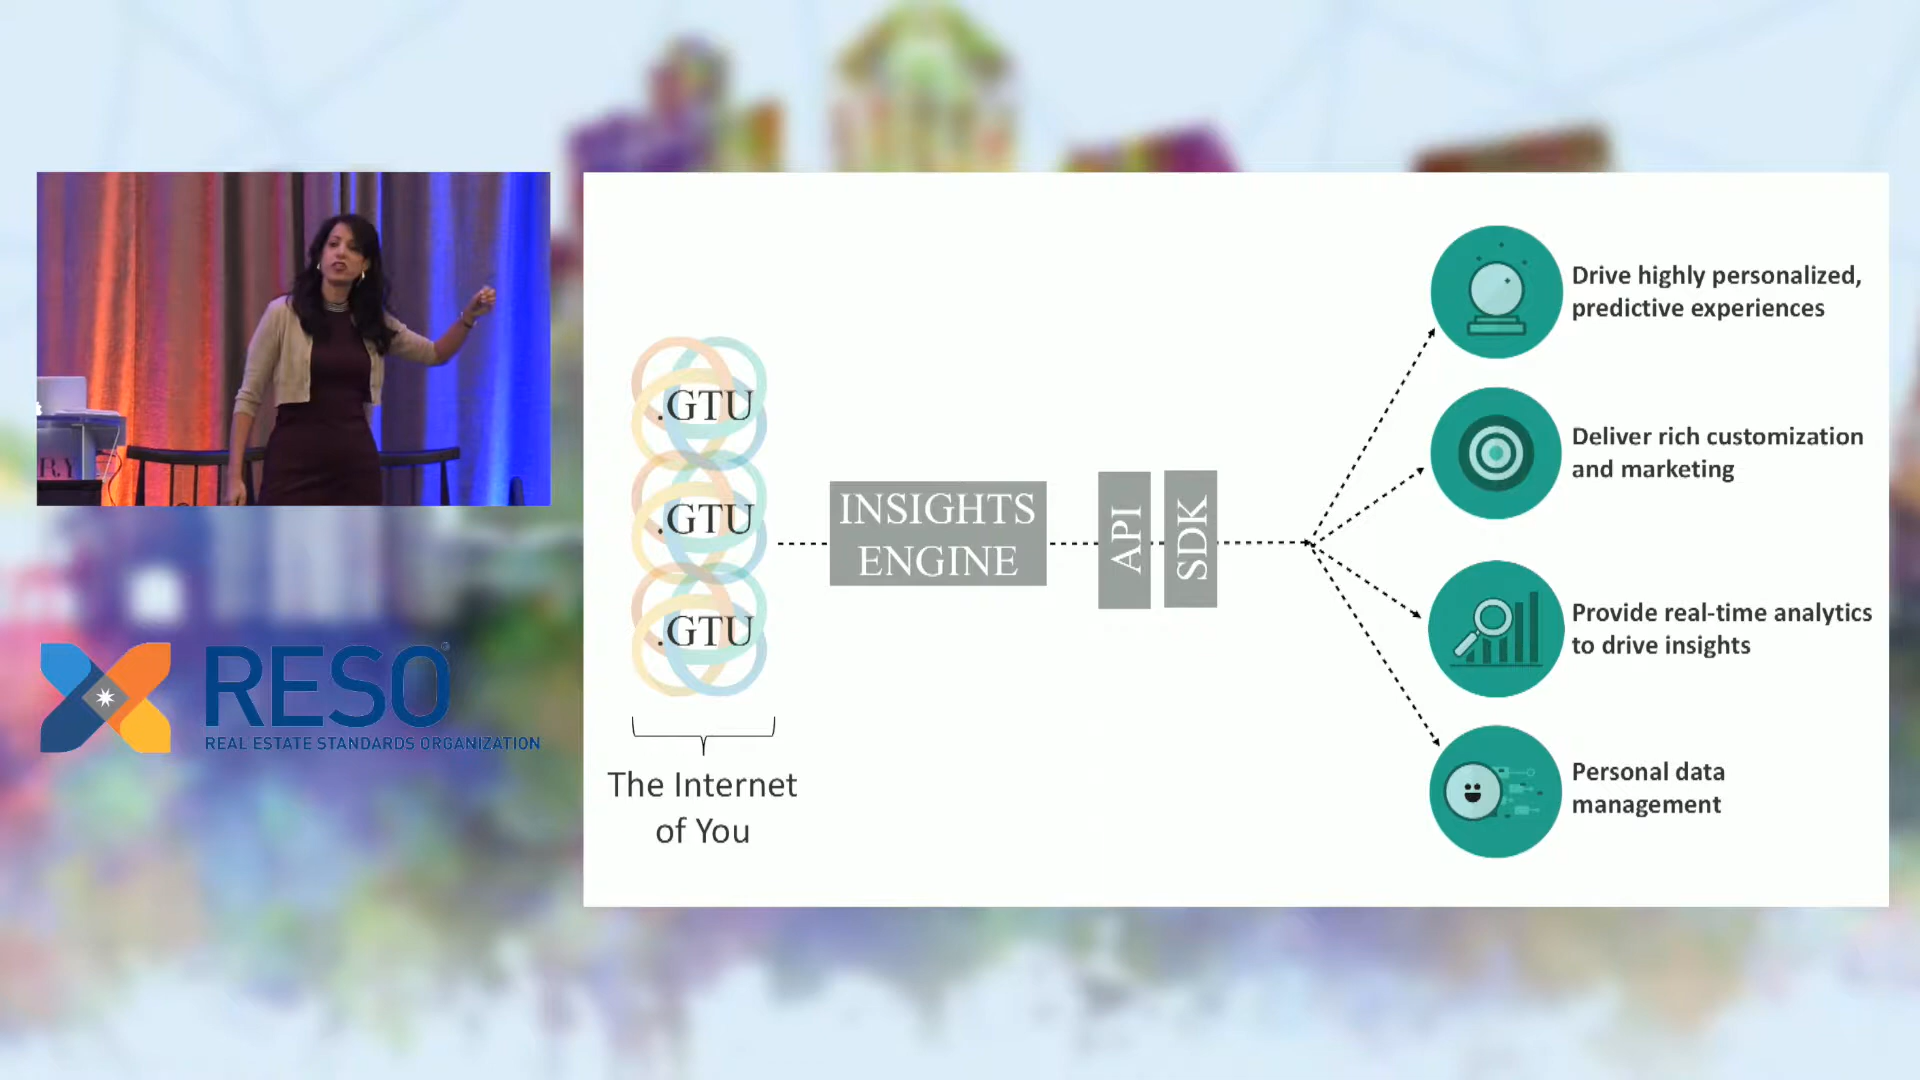 R.Y
RESO
REAL ESTATE STANDARDS ORGANIZATION
.GTU
.GTU
.GTU
The Internet
of You
INSIGHTS
ENGINE
API
SDK
Drive highly personalized,
predictive experiences
Deliver rich customization
and marketing
Provide real-time analytics
to drive insights
Personal data
management